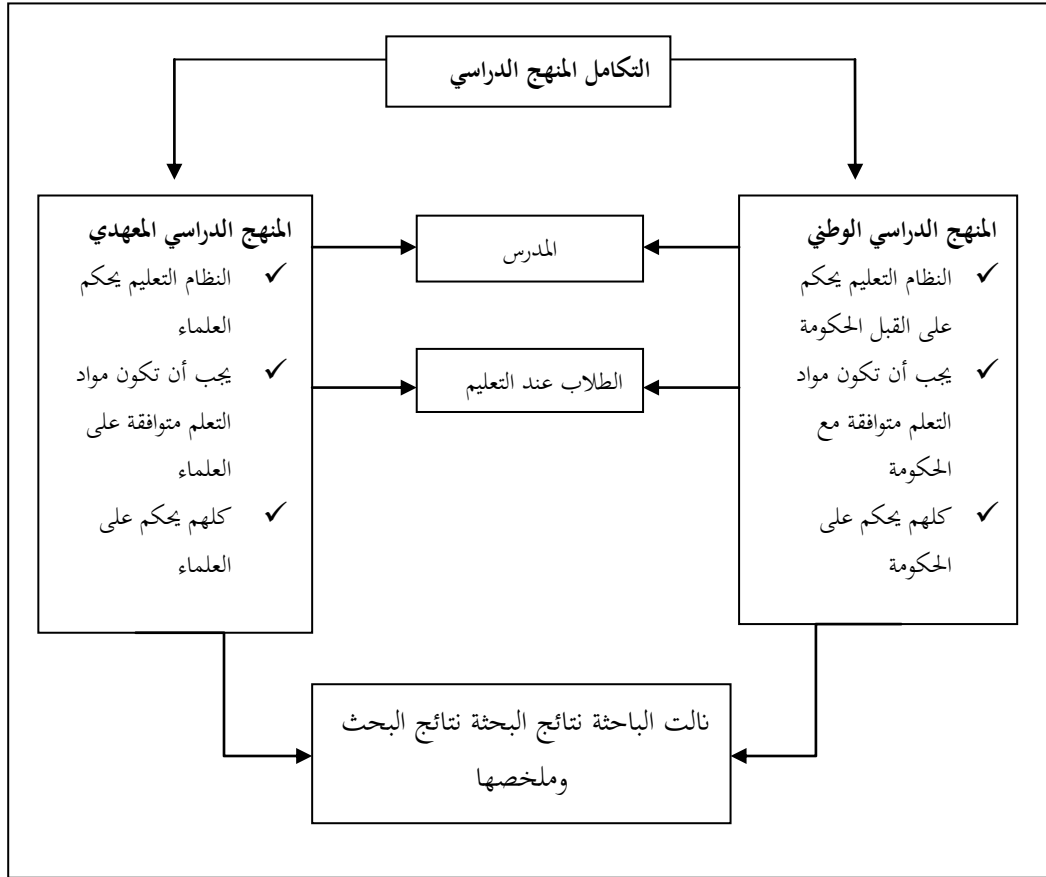 التكامل المنهج الدراسي
المنهج الدراسي الوطني
✓ النظام التعليم يحكم
على القبل الحكومة
✓ يجب أن تكون مواد
التعلم متوافقة مع
الحكومة
✓ كلهم يحكم على
الحكومة
المدرس
الطلاب عند التعليم
المنهج الدراسي المعهدي
✓ النظام التعليم يحكم
العلماء
✓ يجب أن تكون مواد
التعلم متوافقة على
العلماء
✓ كلهم يحكم على
العلماء
نالت الباحثة نتائج البحثة نتائج البحث
وملخصها